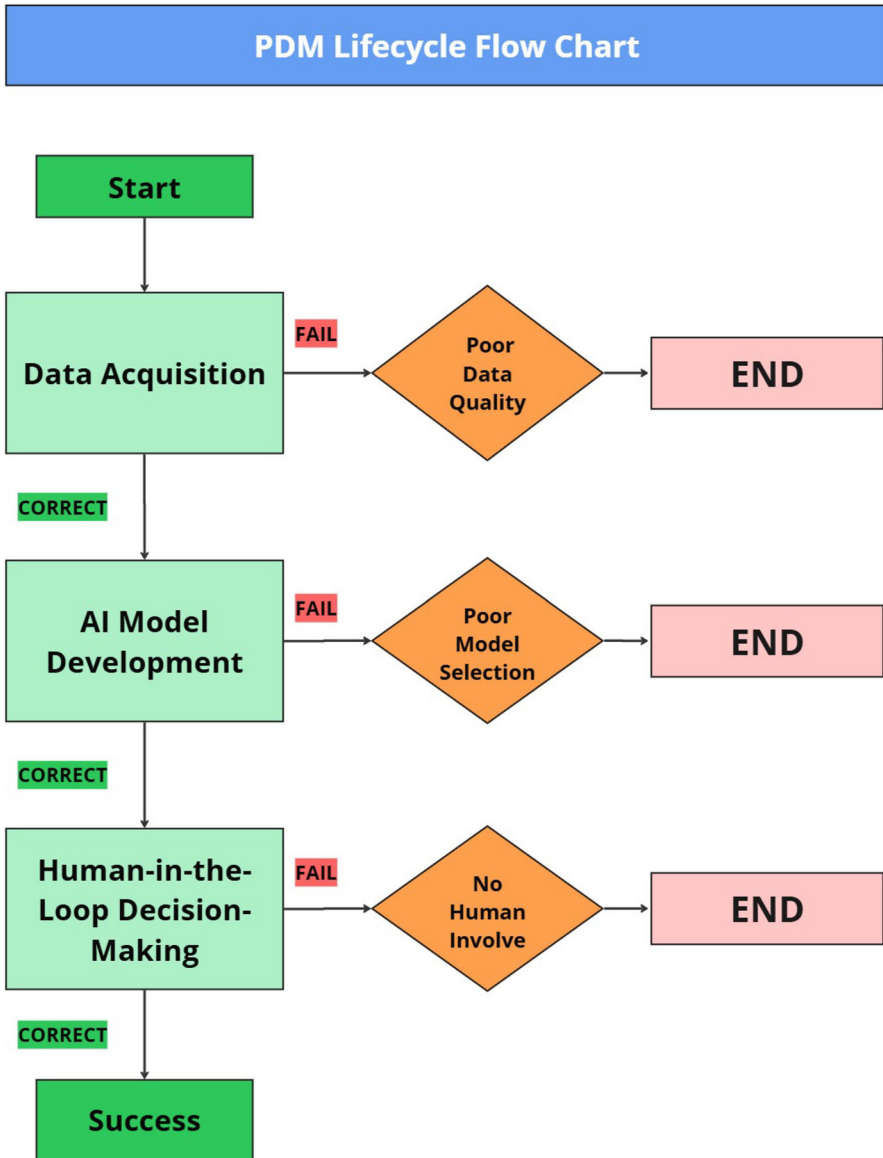 PDM Lifecycle Flow Chart
Start
Data Acquisition
FAIL
Poor
Data
Quality
END
CORRECT
AI Model
Development
FAIL
Poor
Model
Selection
END
CORRECT
Human-in-the-
Loop Decision-
Making
FAIL
No
Human
Involve
END
CORRECT
Success